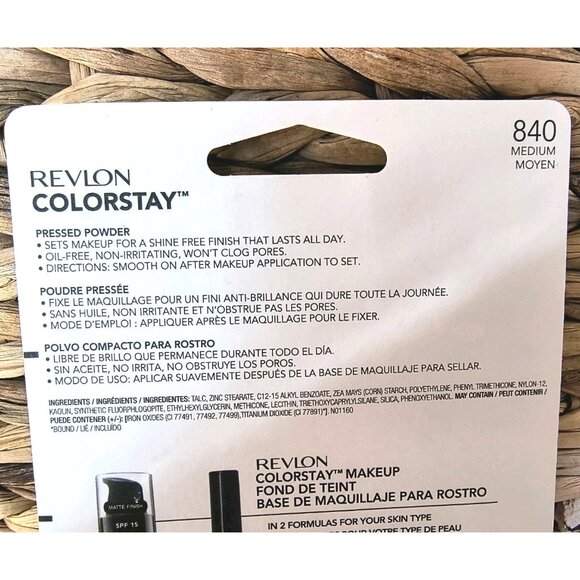 840
MEDIUM
MOYEN
REVLON
COLORSTAY™
PRESSED POWDER
• SETS MAKEUP FOR A SHINE FREE FINISH THAT LASTS ALL DAY.
• OIL-FREE, NON-IRRITATING, WON'T CLOG PORES.
• DIRECTIONS: SMOOTH ON AFTER MAKEUP APPLICATION TO SET.
POUDRE PRESSÉE
• FIXE LE MAQUILLAGE POUR UN FINI ANTI-BRILLANCE QUI DURE TOUTE LA JOURNÉE.
• SANS HUILE, NON IRRITANTE ET N'OBSTRUE PAS LES PORES.
• MODE D'EMPLOI : APPLIQUER APRÈS LE MAQUILLAGE POUR LE FIXER.
POLVO COMPACTO PARA ROSTRO
• LIBRE DE BRILLO QUE PERMANECE DURANTE TODO EL DÍA.
• SIN ACEITE, NO IRRITA, NO OBSTRUYE LOS POROS.
• MODO DE USO: APLICAR SUAVEMENTE DESPUÉS DE LA BASE DE MAQUILLAJE PARA SELLAR.
INGREDIENTS / INGRÉDIENTS / INGREDIENTES: TALC, ZINC STEARATE, C12-15 ALKYL BENZOATE, ZEA MAYS (CORN) STARCH, POLYETHYLENE, PHENYL TRIMETHICONE, NYLON-12,
KAOLIN, SYNTHETIC FLUORPHLOGOPITE, ETHYLHEXYLGLYCERIN, METHICONE, LECITHIN, TRIETHOXYCAPRYLYLSILANE, SILICA, PHENOXYETHANOL. MAY CONTAIN / PEUT CONTENIR /
PUEDE CONTENER (+/-): [IRON OXIDES (CI 77491, 77492, 77499),TITANIUM DIOXIDE (CI 77891)*]. N01160
*BOUND / LIÉ / INCLUÍDO
REVLON
COLORSTAY™ MAKEUP
FOND DE TEINT
BASE DE MAQUILLAJE PARA ROSTRO
IN 2 FORMULAS FOR YOUR SKIN TYPE
POUR VOTRE TYPE DE PEAU
MATTE FINISH
SPF 15